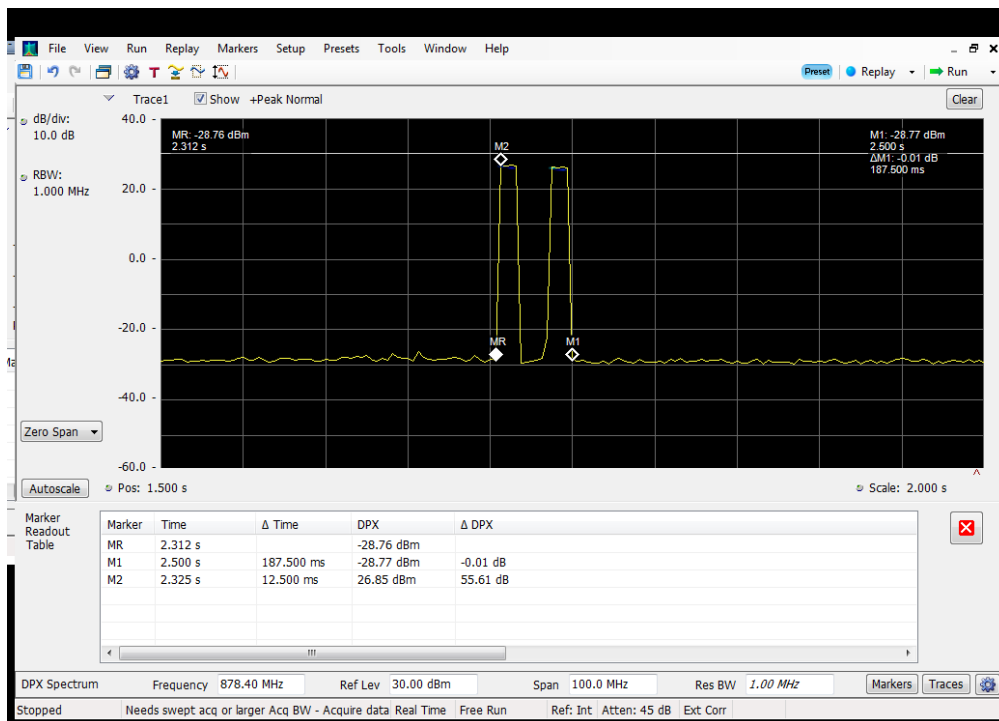 File View Run Replay Markers Setup Presets Tools Window Help
T Preset Replay Run
Trace1 Show +Peak Normal Clear
dB/div:
10.0 dB
RBW:
1.000 MHz
40.0
20.0
0.0
-20.0
-40.0
-60.0
MR: -28.76 dBm
2.312 s
M1: -28.77 dBm
2.500 s
ΔM1: -0.01 dB
187.500 ms
M2
MR
M1
Zero Span
Autoscale Pos: 1.500 s Scale: 2.000 s
Marker
Readout
Table
Marker Time Δ Time DPX Δ DPX
MR 2.312 s -28.76 dBm
M1 2.500 s 187.500 ms -28.77 dBm -0.01 dB
M2 2.325 s 12.500 ms 26.85 dBm 55.61 dB
DPX Spectrum Frequency 878.40 MHz Ref Lev 30.00 dBm Span 100.0 MHz Res BW 1.00 MHz Markers Traces
Stopped Needs swept acq or larger Acq BW - Acquire data Real Time Free Run Ref: Int Atten: 45 dB Ext Corr